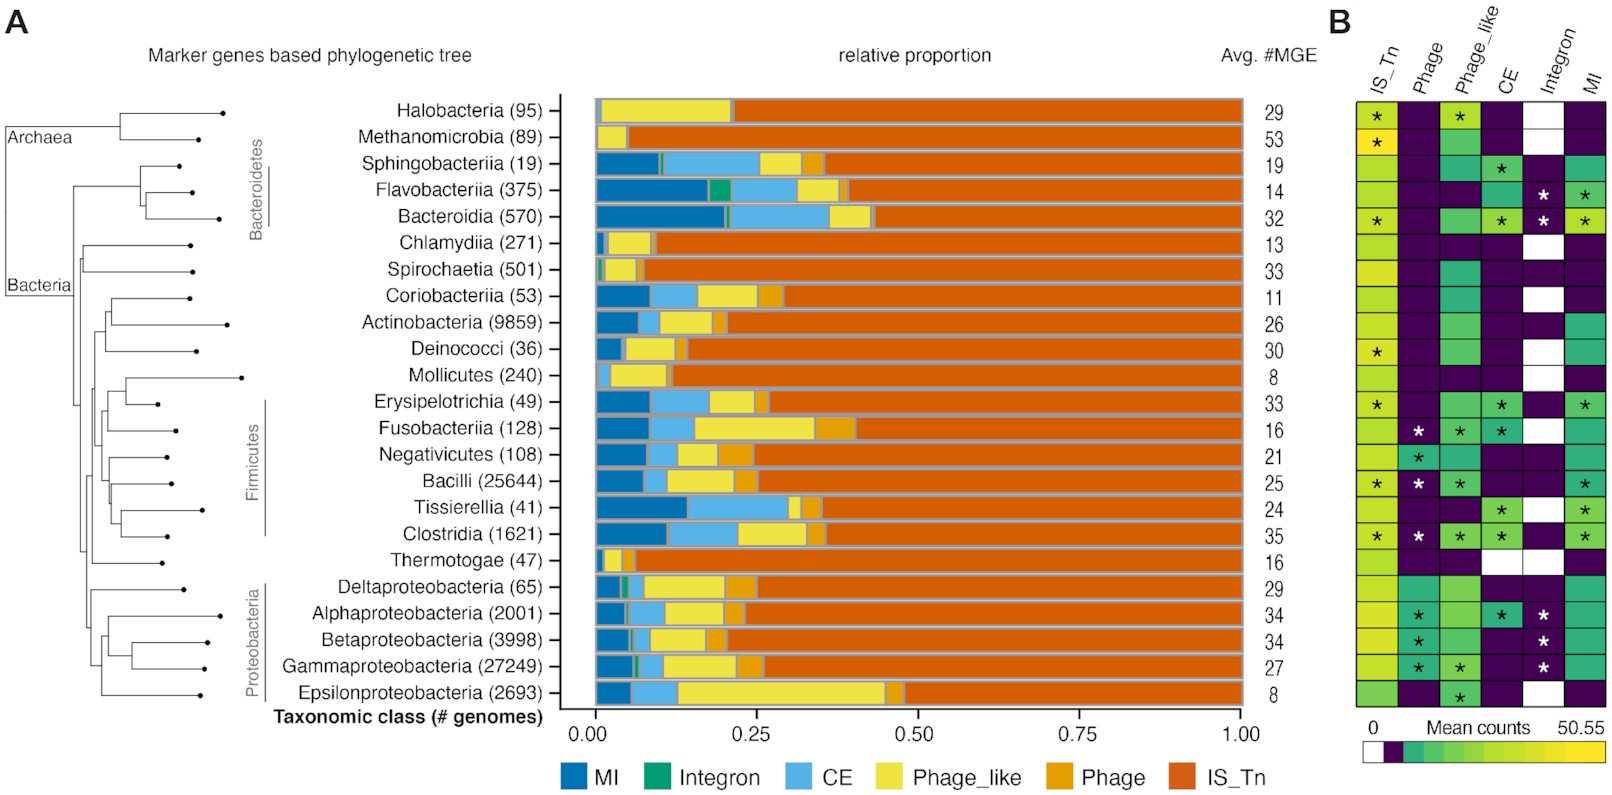 A
B
Marker genes based phylogenetic tree
relative proportion
Avg. #MGE
IS_Tn
Phage
Phage_like
CE
Integron
MI
Archaea
Bacteria
Bacteroidetes
Firmicutes
Proteobacteria
Halobacteria (95) 29
Methanomicrobia (89) 53
Sphingobacteriia (19) 19
Flavobacteriia (375) 14
Bacteroidia (570) 32
Chlamydiia (271) 13
Spirochaetia (501) 33
Coriobacteriia (53) 11
Actinobacteria (9859) 26
Deinococci (36) 30
Mollicutes (240) 8
Erysipelotrichia (49) 33
Fusobacteriia (128) 16
Negativicutes (108) 21
Bacilli (25644) 25
Tissierellia (41) 24
Clostridia (1621) 35
Thermotogae (47) 16
Deltaproteobacteria (65) 29
Alphaproteobacteria (2001) 34
Betaproteobacteria (3998) 34
Gammaproteobacteria (27249) 27
Epsilonproteobacteria (2693) 8
Taxonomic class (# genomes)
0.00 0.25 0.50 0.75 1.00
MI Integron CE Phage_like Phage IS_Tn
0 Mean counts 50.55